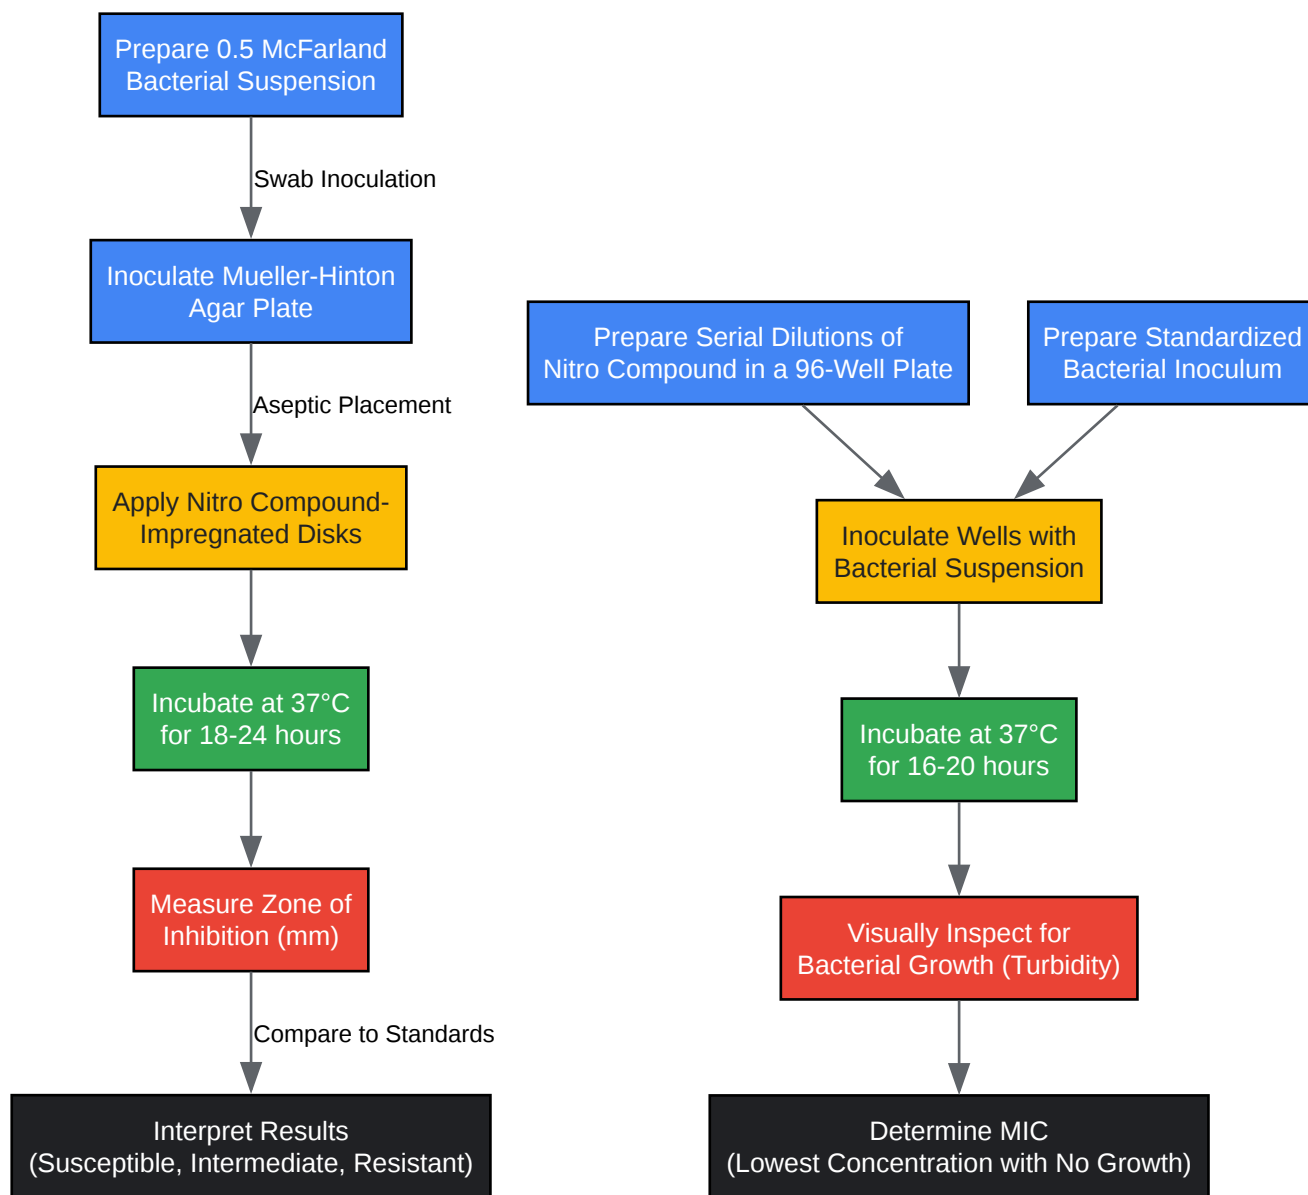 Prepare 0.5 McFarland
Bacterial Suspension
Swab Inoculation
Inoculate Mueller-Hinton
Agar Plate
Aseptic Placement
Apply Nitro Compound-
Impregnated Disks
Incubate at 37°C
for 18-24 hours
Measure Zone of
Inhibition (mm)
Compare to Standards
Interpret Results
(Susceptible, Intermediate, Resistant)
Prepare Serial Dilutions of
Nitro Compound in a 96-Well Plate
Prepare Standardized
Bacterial Inoculum
Inoculate Wells with
Bacterial Suspension
Incubate at 37°C
for 16-20 hours
Visually Inspect for
Bacterial Growth (Turbidity)
Determine MIC
(Lowest Concentration with No Growth)